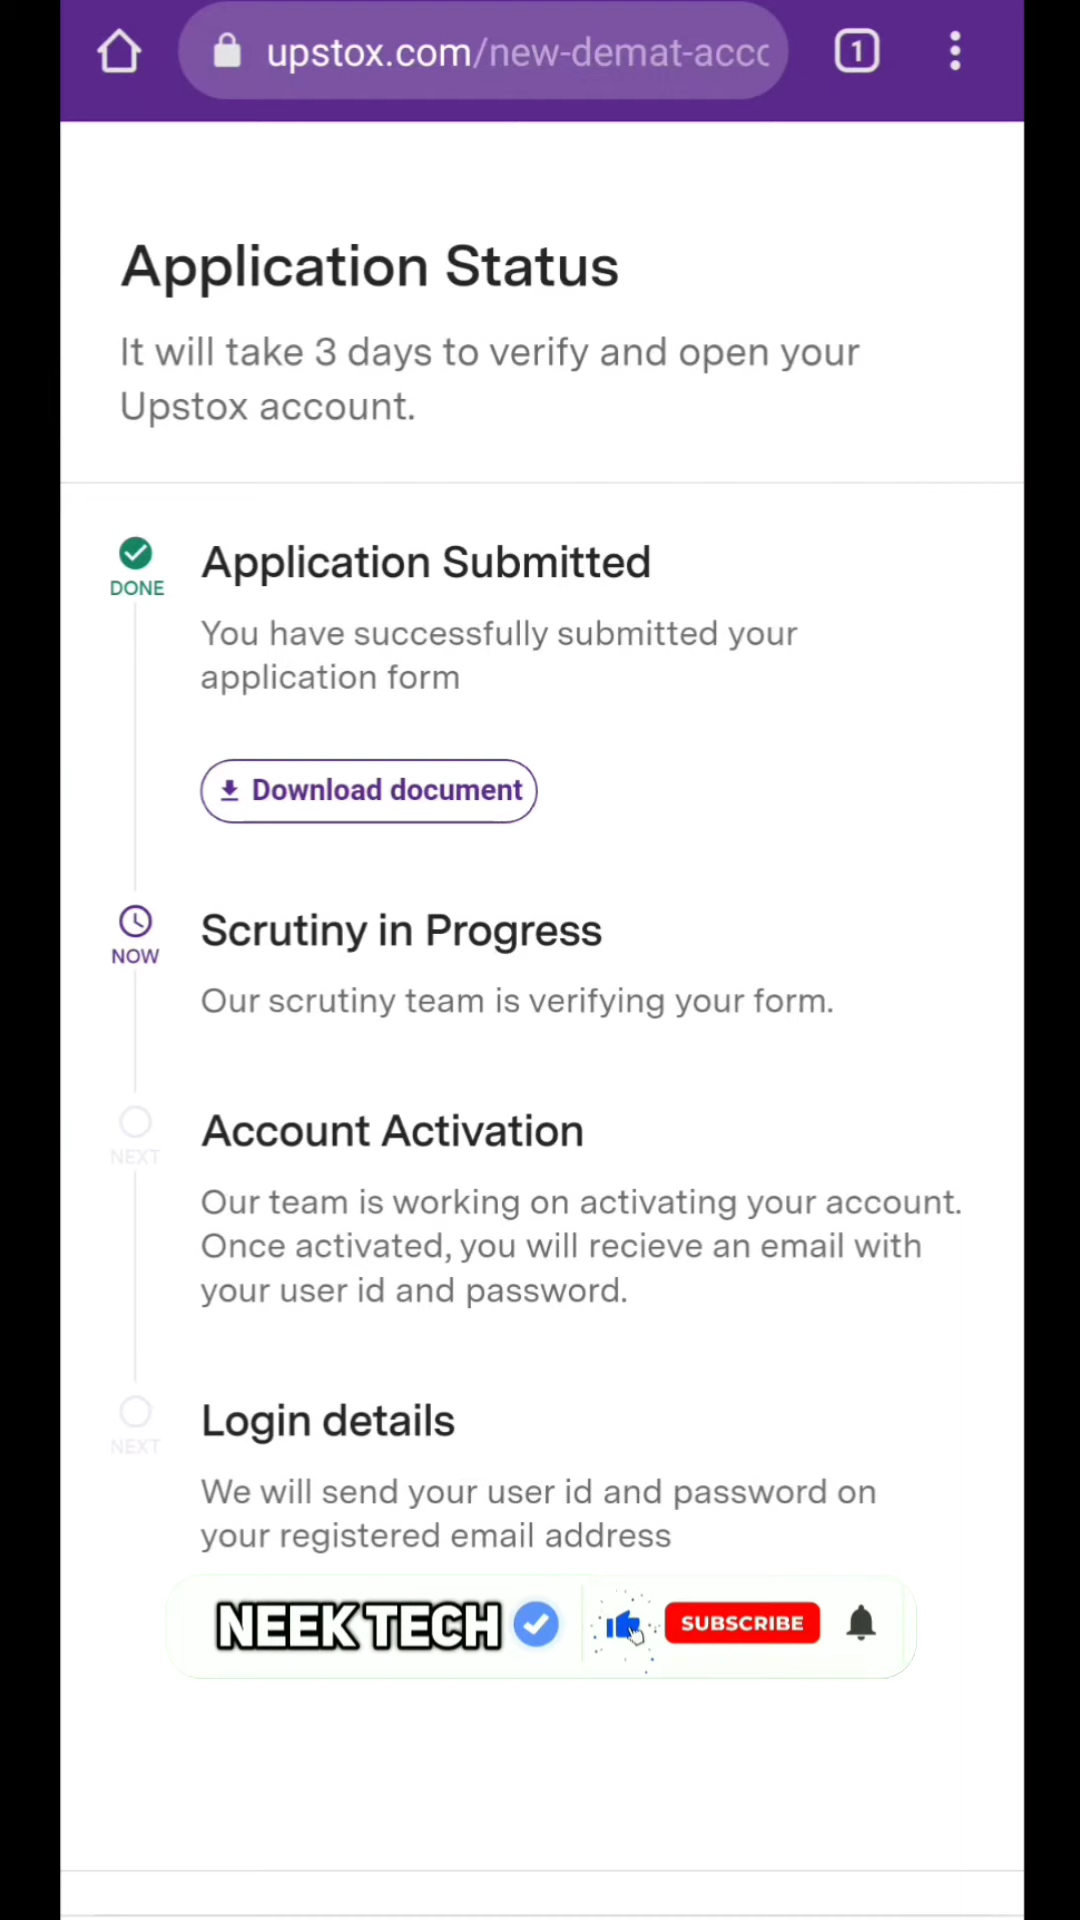 upstox.com/new-demat-acco
1
Application Status
It will take 3 days to verify and open your
Upstox account.
DONE
Application Submitted
You have successfully submitted your
application form
Download document
NOW
Scrutiny in Progress
Our scrutiny team is verifying your form.
NEXT
Account Activation
Our team is working on activating your account.
Once activated, you will recieve an email with
your user id and password.
NEXT
Login details
We will send your user id and password on
your registered email address
NEEK TECH
SUBSCRIBE